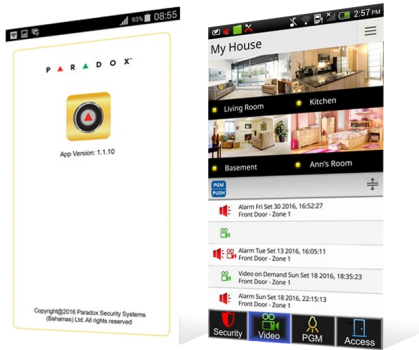 93% 08:55
PARADOX™
App Version: 1.1.10
Copyright@2016 Paradox Security Systems
(Bahamas) Ltd. All rights reserved
2:57 PM
My House
Living Room
Kitchen
Basement
Ann's Room
PGM
PUSH
Alarm Fri Set 30 2016, 16:52:27
Front Door - Zone 1
Alarm Tue Set 13 2016, 16:05:11
Front Door - Zone 1
Video on Demand Sun Set 18 2016, 18:35:23
Front Door - Zone 1
Alarm Sun Set 18 2016, 22:15:13
Front Door - Zone 1
Security
Video
PGM
Access